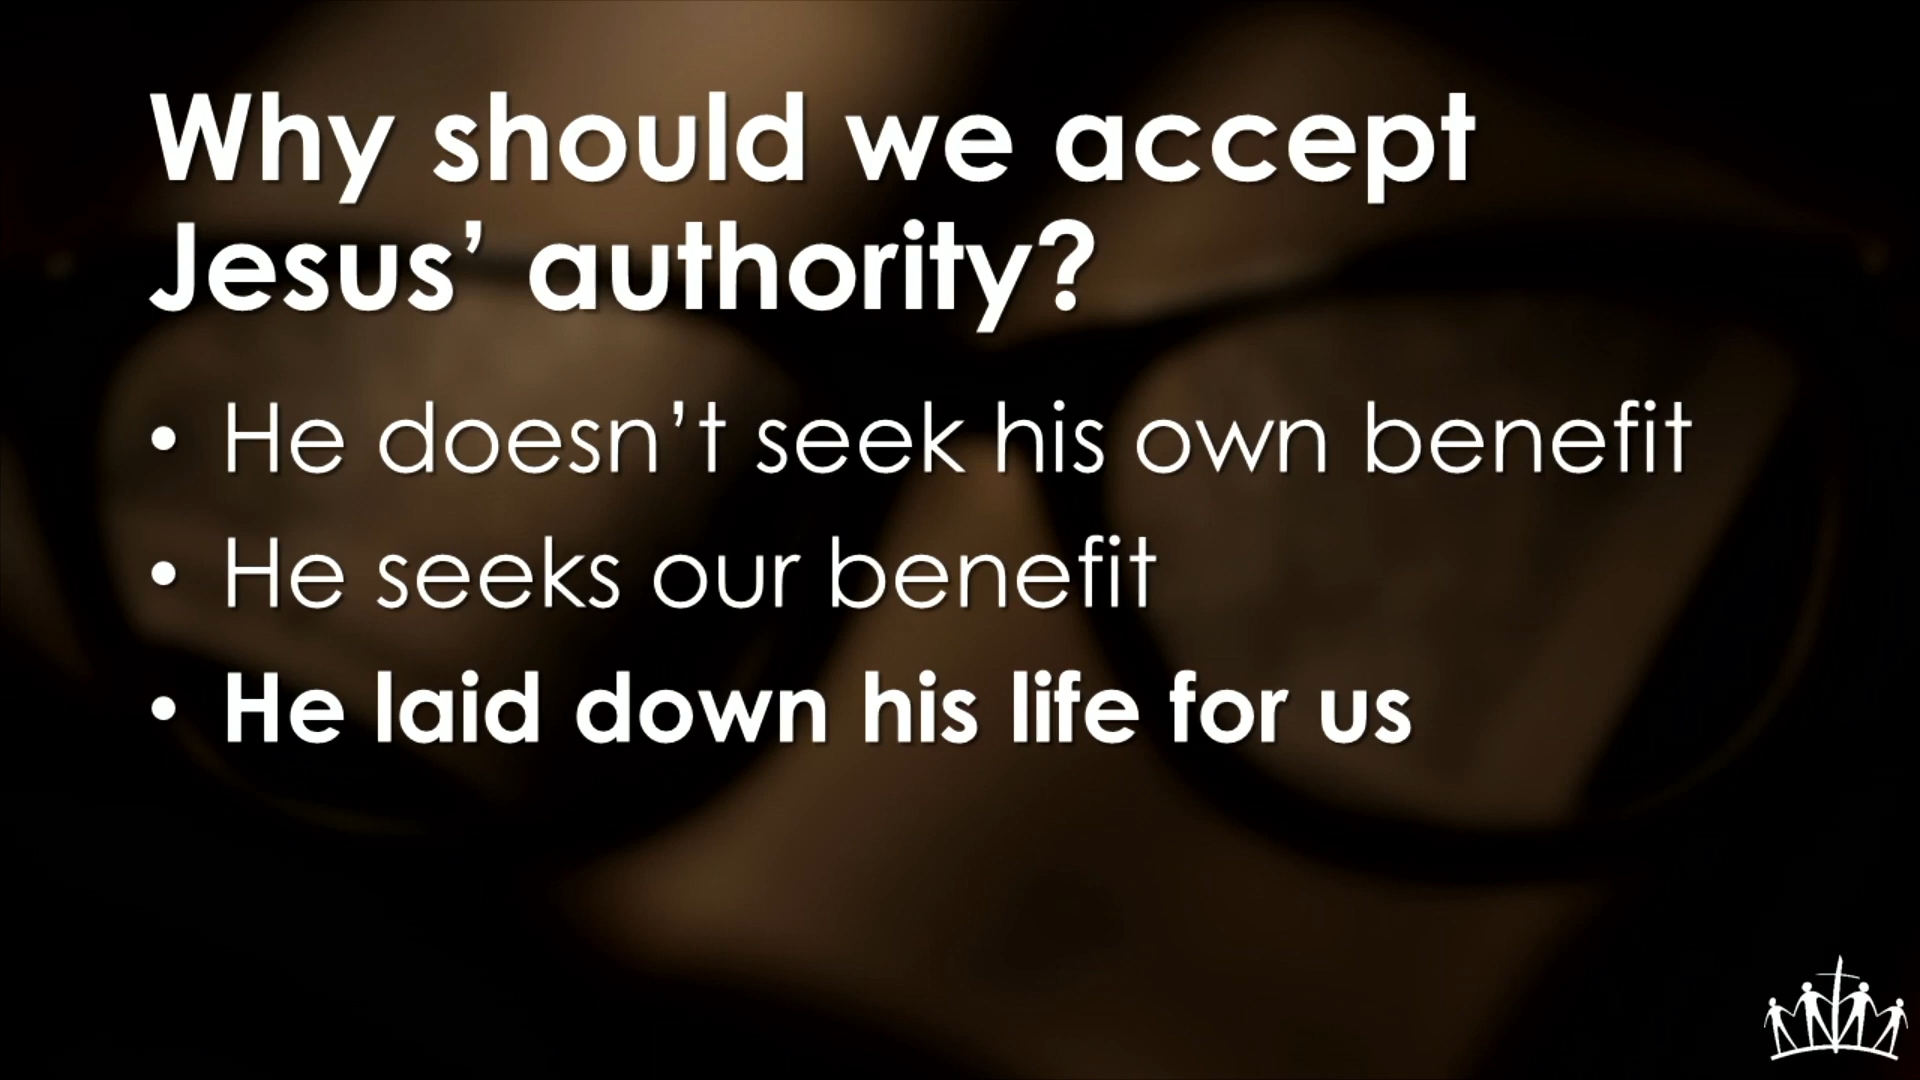 Why should we accept
Jesus’ authority?
• He doesn’t seek his own benefit
• He seeks our benefit
• He laid down his life for us